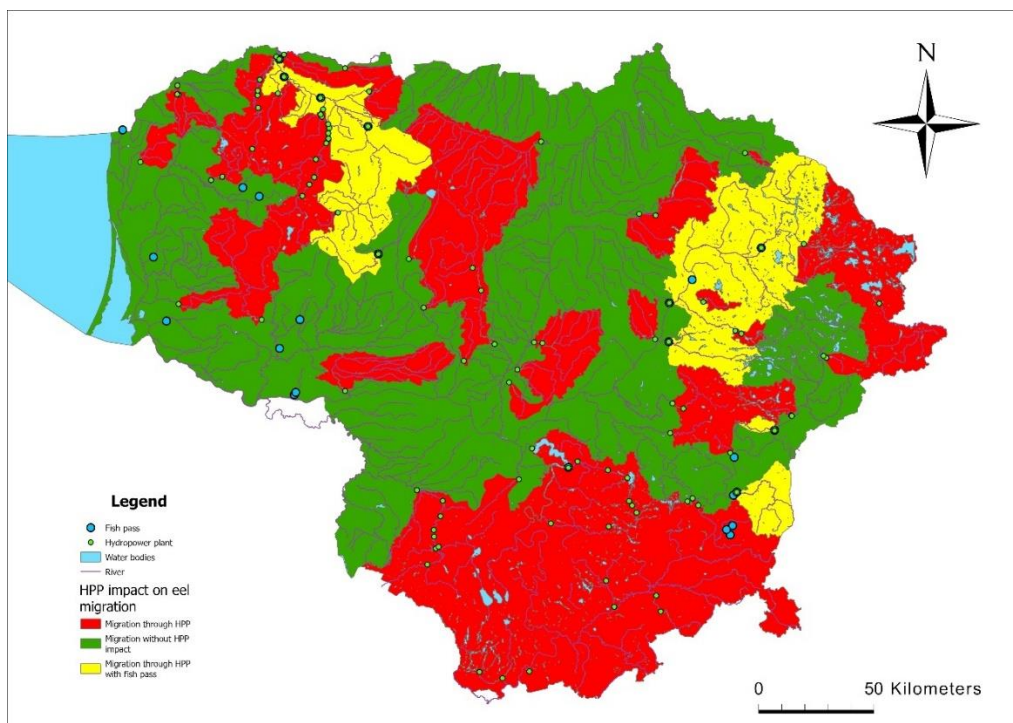 N
Legend
Fish pass
Hydropower plant
Water bodies
River
HPP impact on eel
migration
Migration through HPP
Migration without HPP
impact
Migration through HPP
with fish pass
0 50 Kilometers